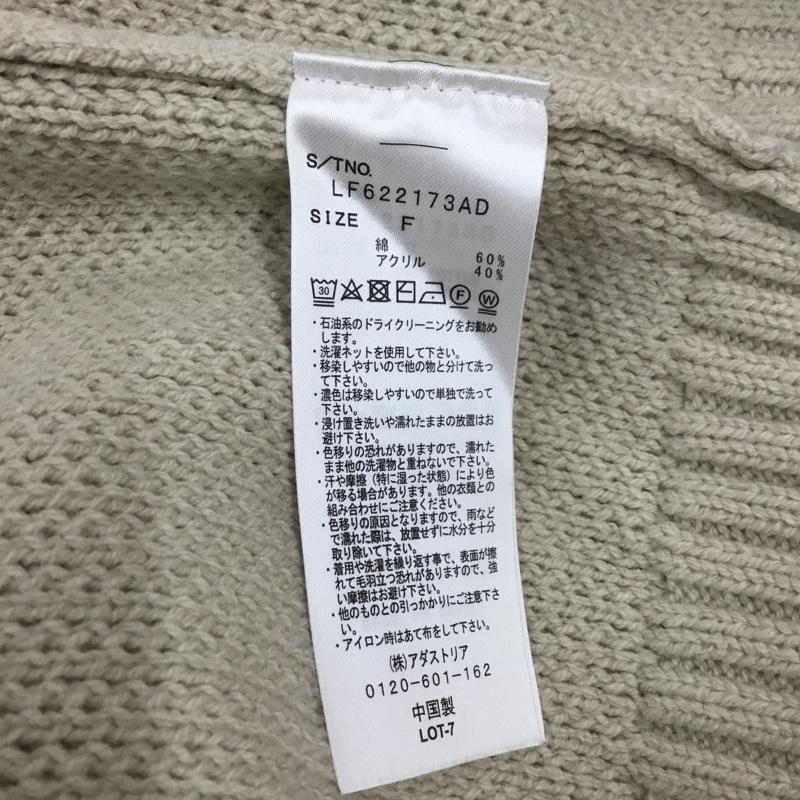 S/TNO.
LF622173AD
SIZE F
綿 60%
アクリル 40%
30
F
W
・石油系のドライクリーニングをお勧め
します。
・洗濯ネットを使用して下さい。
・移染しやすいので他の物と分けて洗っ
て下さい。
・濃色は移染しやすいので単独で洗って
下さい。
・浸け置き洗いや濡れたままの放置はお
避け下さい。
・色移りの恐れがありますので、濡れた
まま他の洗濯物と重ねないで下さい。
・汗や摩擦（特に湿った状態）により色
が移る場合があります。他の衣類との
組み合わせにご注意ください。
・色移りの原因となりますので、雨など
で濡れた際は、放置せずに水分を十分
取り除いて下さい。
・着用や洗濯を繰り返す事で、表面が擦
れて毛羽立つ恐れがありますので、強
い摩擦はお避け下さい。
・他のものとの引っかかりにご注意下さ
い。
・アイロン時はあて布をして下さい。
(株)アダストリア
0120-601-162
中国製
LOT-7